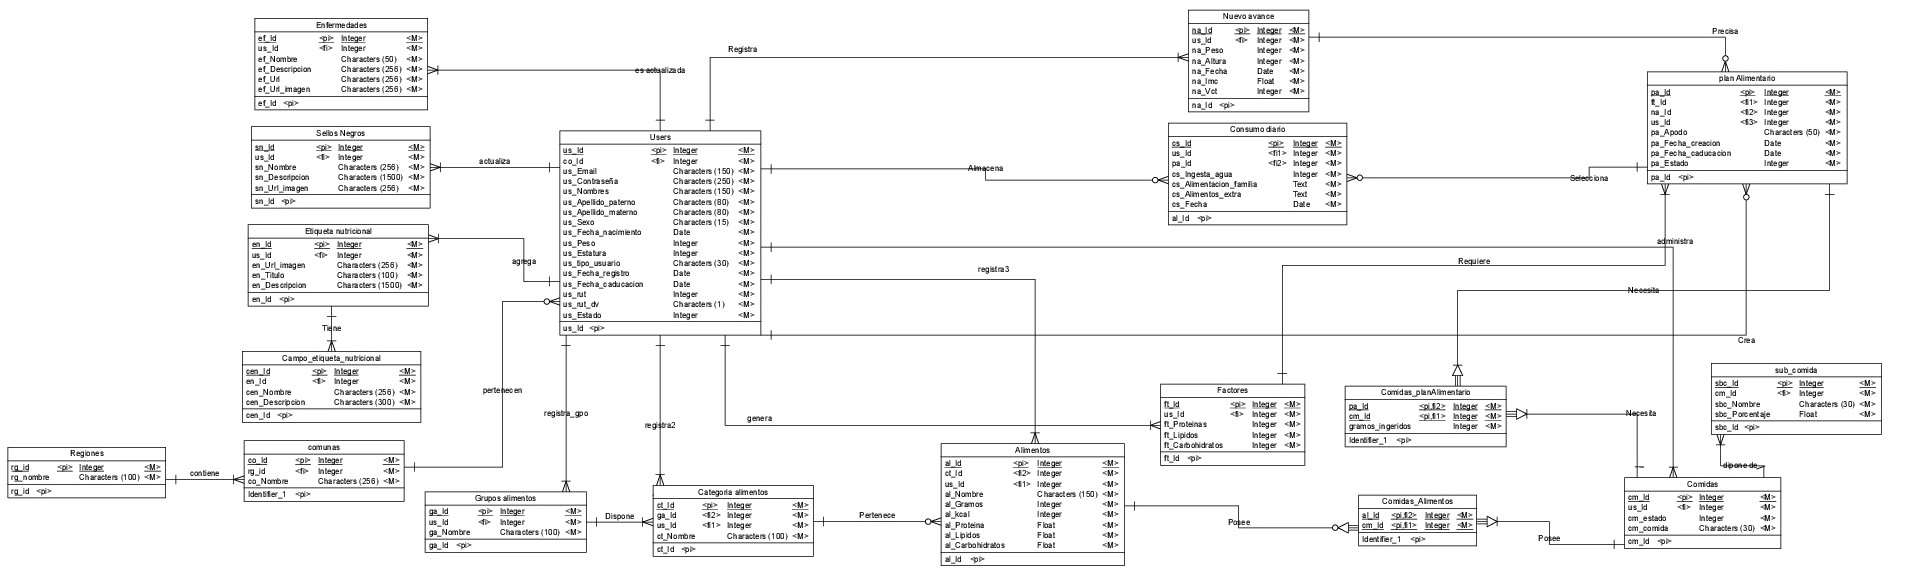 Enfermedades
ef_Id <pi> Integer <M>
us_Id <fi> Integer <M>
ef_Nombre Characters (50) <M>
ef_Descripcion Characters (256) <M>
ef_Url Characters (256) <M>
ef_Url_imagen Characters (256) <M>
ef_Id <pi>
es actualizada
Registra
Nuevo avance
na_Id <pi> Integer <M>
us_Id <fi> Integer <M>
na_Peso Integer <M>
na_Altura Integer <M>
na_Fecha Date <M>
na_Imc Float <M>
na_Vct Integer <M>
na_Id <pi>
Precisa
plan Alimentario
pa_Id <pi> Integer <M>
ft_Id <fi1> Integer <M>
na_Id <fi2> Integer <M>
us_Id <fi3> Integer <M>
pa_Apodo Characters (50) <M>
pa_Fecha_creacion Date <M>
pa_Fecha_caducacion Date <M>
pa_Estado Integer <M>
pa_Id <pi>
Sellos Negros
sn_Id <pi> Integer <M>
us_Id <fi> Integer <M>
sn_Nombre Characters (256) <M>
sn_Descripcion Characters (1500) <M>
sn_Url_imagen Characters (256) <M>
sn_Id <pi>
actualiza
Users
us_Id <pi> Integer <M>
co_Id <fi> Integer <M>
us_Email Characters (150) <M>
us_Contraseña Characters (250) <M>
us_Nombres Characters (150) <M>
us_Apellido_paterno Characters (80) <M>
us_Apellido_materno Characters (80) <M>
us_Sexo Characters (15) <M>
us_Fecha_nacimiento Date <M>
us_Peso Integer <M>
us_Estatura Integer <M>
us_tipo_usuario Characters (30) <M>
us_Fecha_registro Date <M>
us_Fecha_caducacion Date <M>
us_rut Integer <M>
us_rut_dv Characters (1) <M>
us_Estado Integer <M>
us_Id <pi>
Almacena
Consumo diario
cs_Id <pi> Integer <M>
us_Id <fi1> Integer <M>
pa_Id <fi2> Integer <M>
cs_Ingesta_agua Integer <M>
cs_Alimentacion_familia Text <M>
cs_Alimentos_extra Text <M>
cs_Fecha Date <M>
al_Id <pi>
Selecciona
Etiqueta nutricional
en_Id <pi> Integer <M>
us_Id <fi> Integer <M>
en_Url_imagen Characters (256) <M>
en_Titulo Characters (100) <M>
en_Descripcion Characters (1500) <M>
en_Id <pi>
agrega
administra
registra3
Requiere
Necesita
Crea
Tiene
Campo_etiqueta_nutricional
cen_Id <pi> Integer <M>
en_Id <fi> Integer <M>
cen_Nombre Characters (256) <M>
cen_Descripcion Characters (300) <M>
cen_Id <pi>
pertenecen
registra_gpo
registra2
genera
Factores
ft_Id <pi> Integer <M>
us_Id <fi> Integer <M>
ft_Proteinas Integer <M>
ft_Lipidos Integer <M>
ft_Carbohidratos Integer <M>
ft_Id <pi>
Comidas_planAlimentario
pa_Id <pi,fi2> Integer <M>
cm_Id <pi,fi1> Integer <M>
gramos_ingeridos Integer <M>
Identifier_1 <pi>
Necesita
sub_comida
sbc_Id <pi> Integer <M>
cm_Id <fi> Integer <M>
sbc_Nombre Characters (30) <M>
sbc_Porcentaje Float <M>
sbc_Id <pi>
dipone de
Regiones
rg_id <pi> Integer <M>
rg_nombre Characters (100) <M>
rg_id <pi>
contiene
comunas
co_Id <pi> Integer <M>
rg_id <fi> Integer <M>
co_Nombre Characters (256) <M>
Identifier_1 <pi>
Grupos alimentos
ga_Id <pi> Integer <M>
us_Id <fi> Integer <M>
ga_Nombre Characters (100) <M>
ga_Id <pi>
Dispone
Categoria alimentos
ct_Id <pi> Integer <M>
ga_Id <fi2> Integer <M>
us_Id <fi1> Integer <M>
ct_Nombre Characters (100) <M>
ct_Id <pi>
Pertenece
Alimentos
al_Id <pi> Integer <M>
ct_Id <fi2> Integer <M>
us_Id <fi1> Integer <M>
al_Nombre Characters (150) <M>
al_Gramos Integer <M>
al_kcal Integer <M>
al_Proteina Float <M>
al_Lipidos Float <M>
al_Carbohidratos Float <M>
al_Id <pi>
Posee
Comidas_Alimentos
al_Id <pi,fi2> Integer <M>
cm_Id <pi,fi1> Integer <M>
Identifier_1 <pi>
Posee
Comidas
cm_Id <pi> Integer <M>
us_Id <fi> Integer <M>
cm_estado Integer <M>
cm_comida Characters (30) <M>
cm_Id <pi>